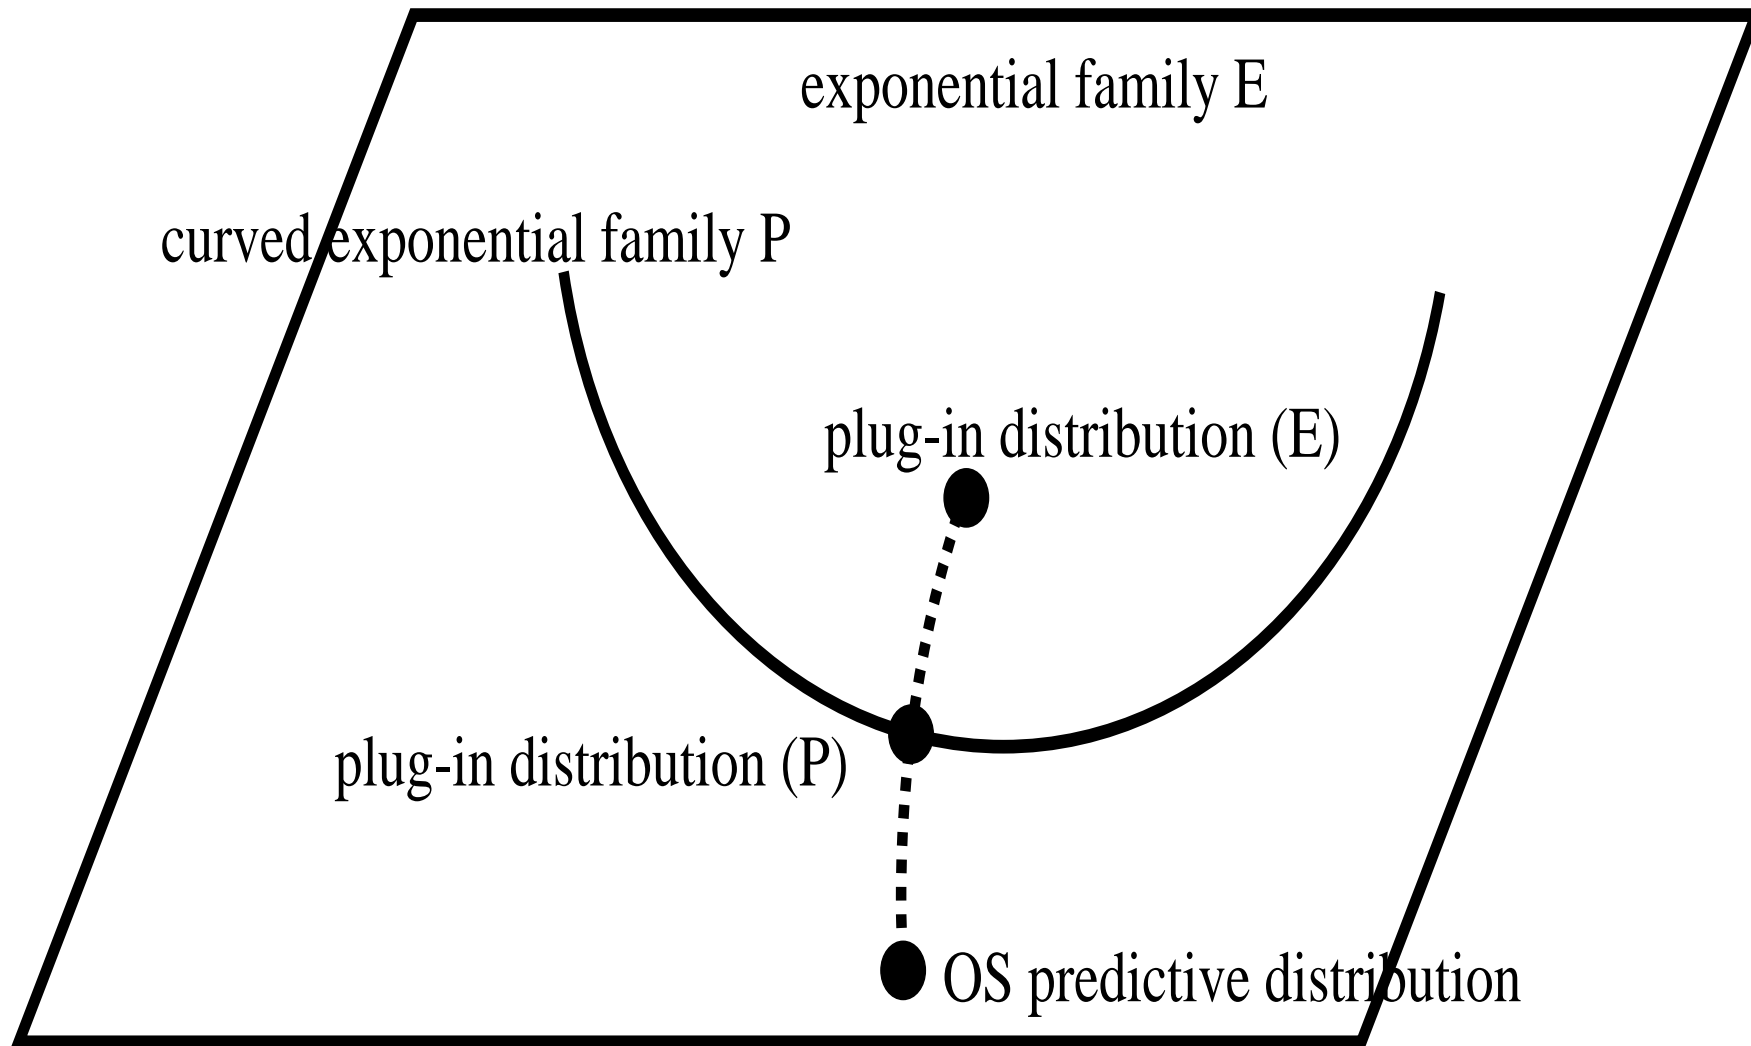 exponential family E
curved exponential family P
plug-in distribution (E)
plug-in distribution (P)
OS predictive distribution